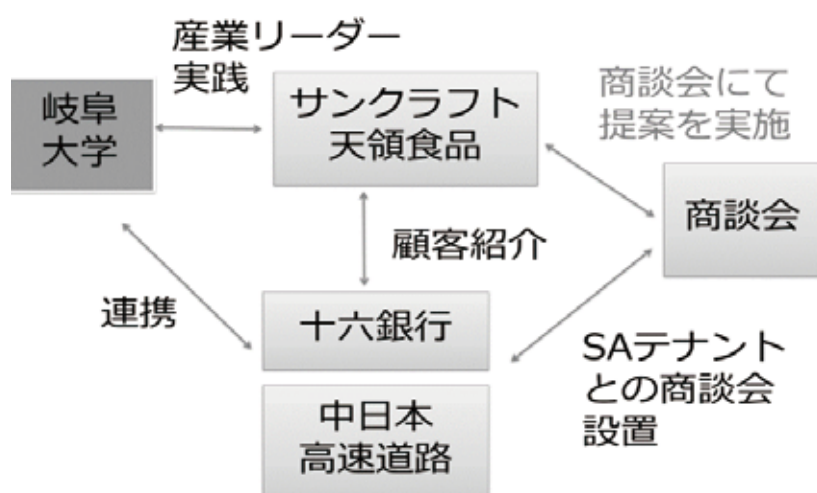 産業リーダー
実践
岐阜
大学
サンクラフト
天領食品
商談会にて
提案を実施
商談会
顧客紹介
連携
十六銀行
SAテナント
との商談会
設置
中日本
高速道路